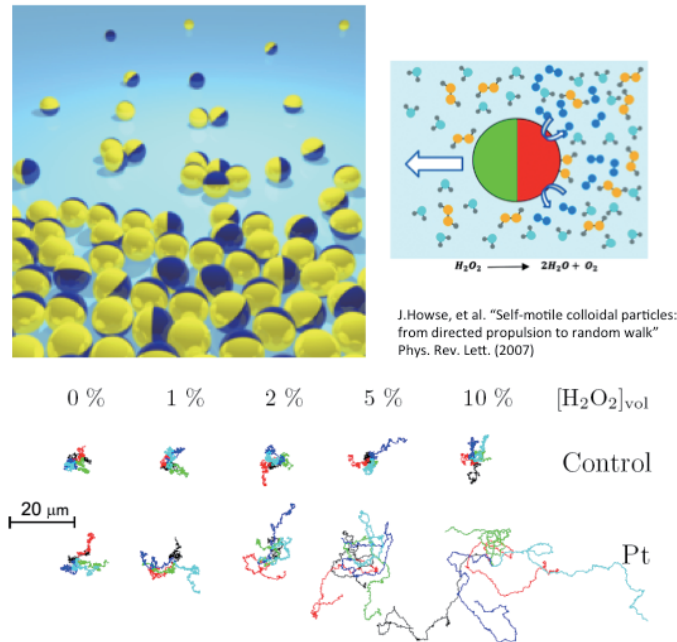 H₂O₂ ⟶ 2H₂O + O₂
J.Howse, et al. “Self-motile colloidal particles:
from directed propulsion to random walk”
Phys. Rev. Lett. (2007)
0 % 1 % 2 % 5 % 10 % [H₂O₂]vol
Control
20 μm
Pt